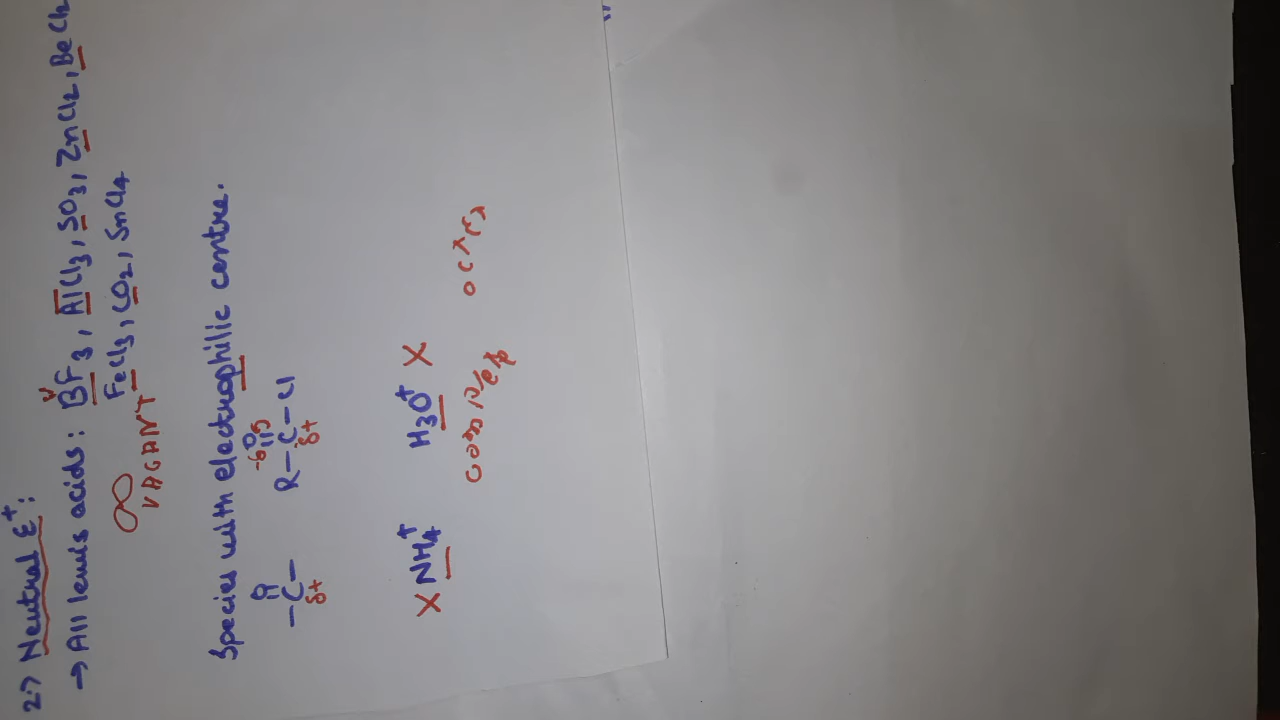 2.> Neutral E⁺:
→ All lewis acids: BF3, AlCl3, SO3, ZnCl2, BeCl2
FeCl3, CO2, SnCl4
VACANT
Species with electrophilic centre.
O O
–C– R–C–Cl
δ+ δ+
X NH4⁺ H3O⁺ X